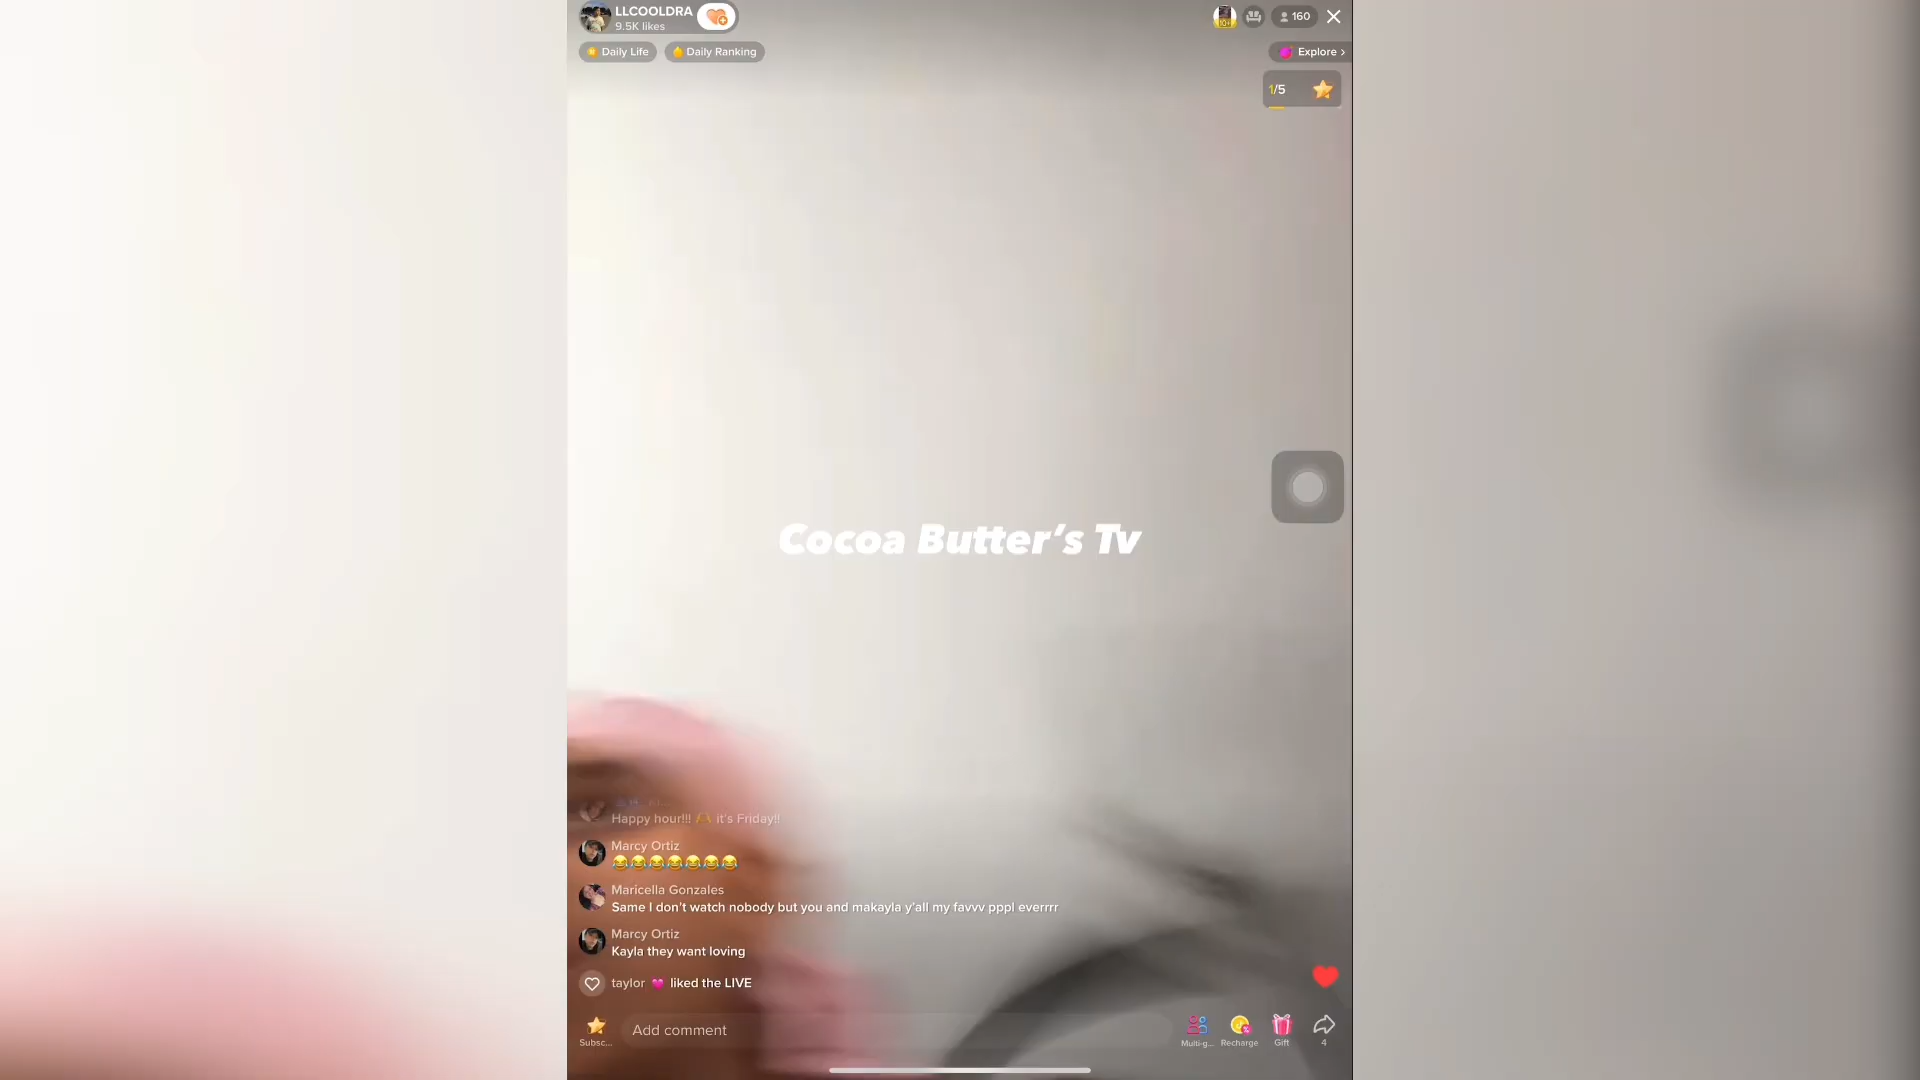 LLCOOLDRA
9.5K likes
160
Daily Life
Daily Ranking
Explore >
1/5
Cocoa Butter's Tv
Happy hour!!! 🫶 it's Friday!!
Marcy Ortiz
😂😂😂😂😂😂😂
Maricella Gonzales
Same I don't watch nobody but you and makayla y'all my favvv pppl everrrr
Marcy Ortiz
Kayla they want loving
taylor 💗 liked the LIVE
Add comment
Subsc...
Multi-g...
Recharge
Gift
4